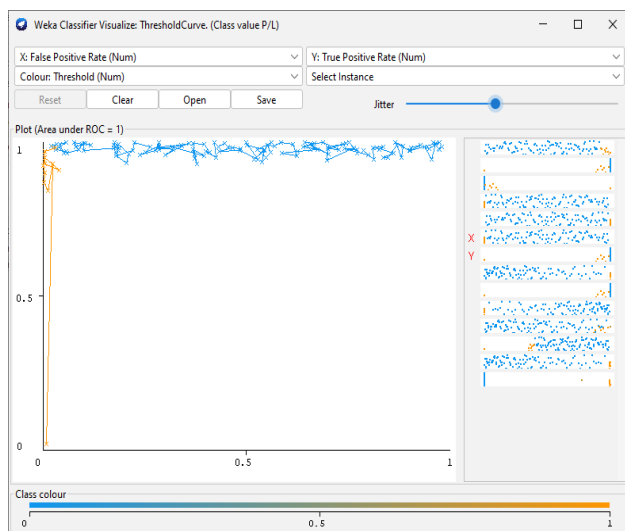 Weka Classifier Visualize: ThresholdCurve. (Class value P/L)
X: False Positive Rate (Num)
Y: True Positive Rate (Num)
Colour: Threshold (Num)
Select Instance
Reset
Clear
Open
Save
Jitter
Plot (Area under ROC = 1)
1
0.5
0
0
0.5
1
X
Y
Class colour
0
0.5
1